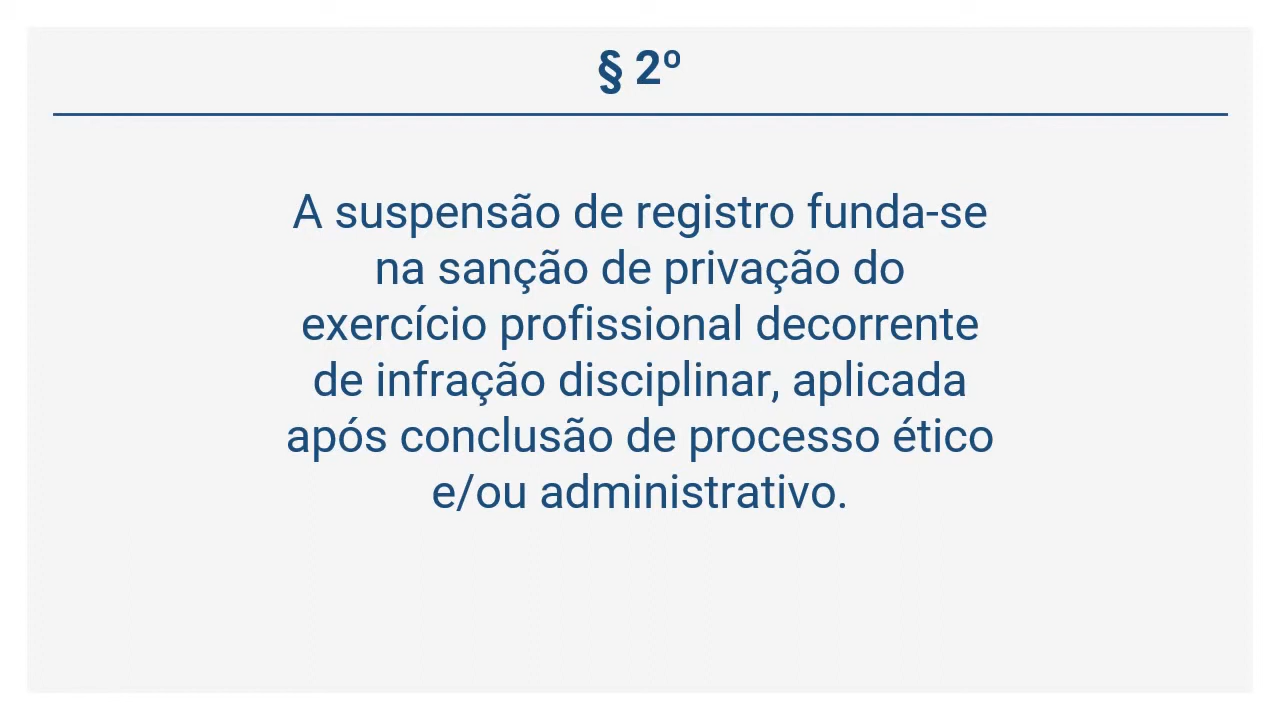 § 2º
A suspensão de registro funda-se
na sanção de privação do
exercício profissional decorrente
de infração disciplinar, aplicada
após conclusão de processo ético
e/ou administrativo.